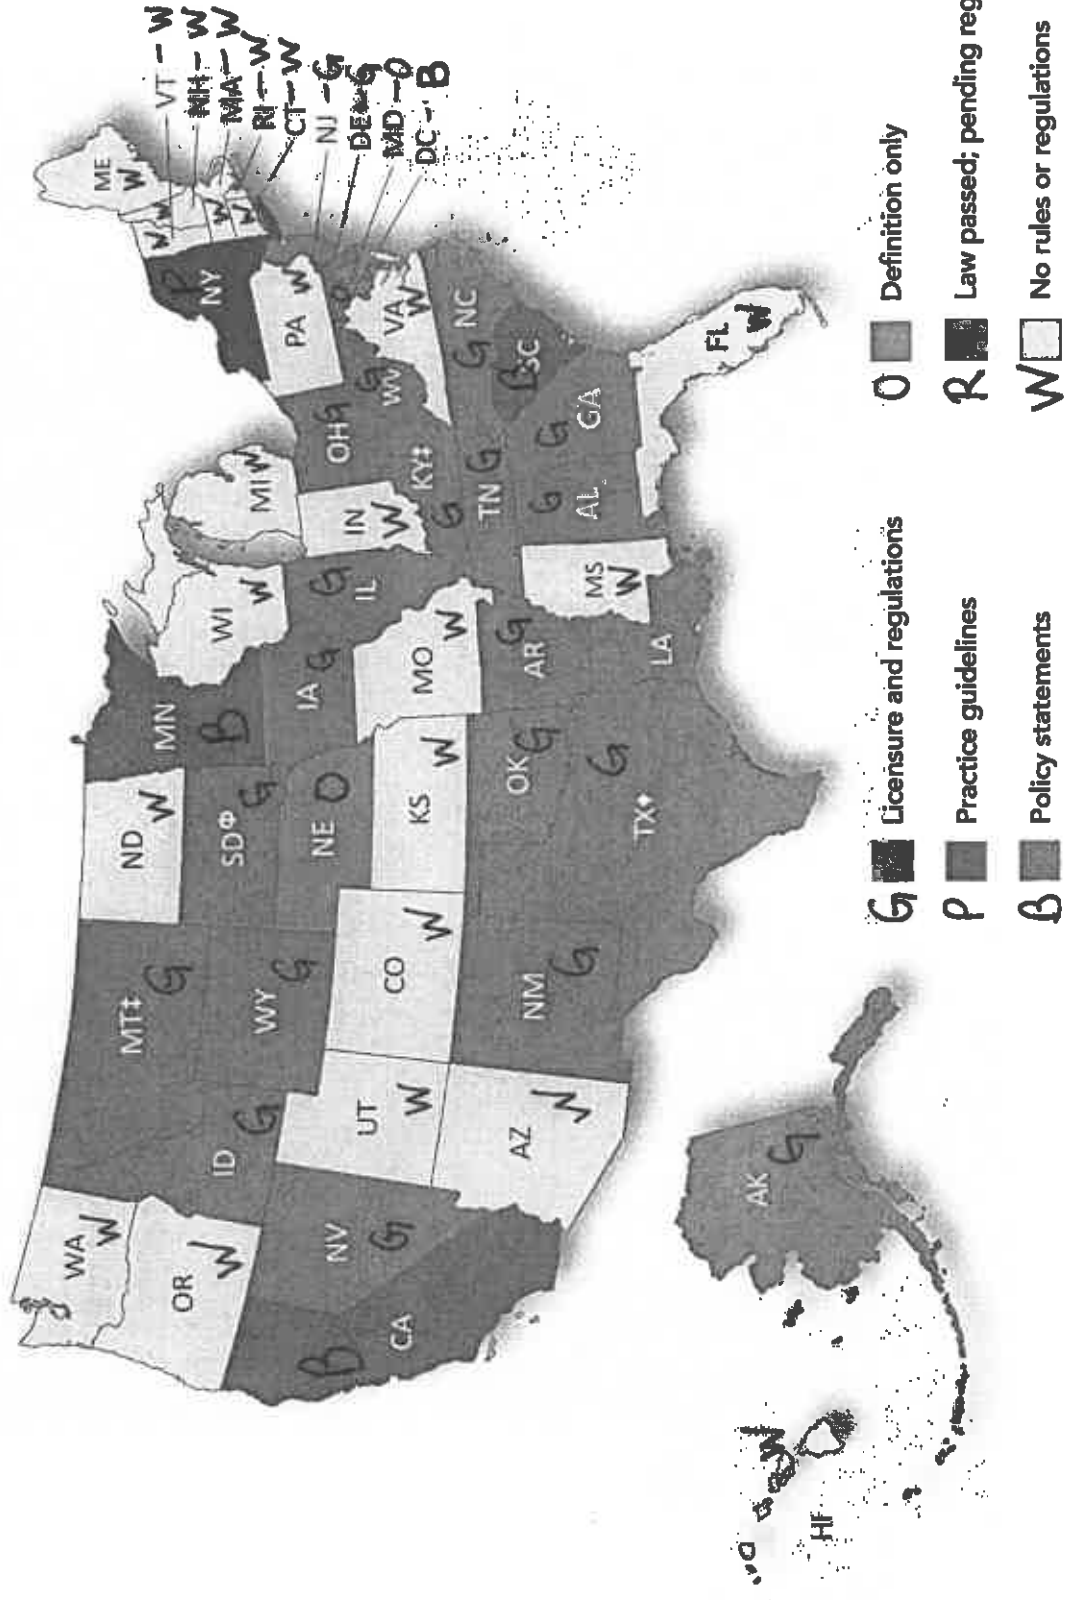 WA W
OR W
CA B
NV G
ID G
MT‡ G
WY G
UT W
AZ W
CO W
NM G
ND W
SDΦ G
NE O
KS W
OK G
TX♦ G
MN B
IA G
MO W
AR G
LA
WI W
IL G
MS W
MI W
IN W
KY‡ G
TN G
AL G
OH G
WV G
GA G
FL W
SC B
NC G
VA W
PA W
NY P
ME W
W
W
W
W
VT - W
NH - W
MA - W
RI - W
CT - W
NJ - G
DE - G
MD - O
DC - B
AK G
HI W
G Licensure and regulations
P Practice guidelines
B Policy statements
O Definition only
R Law passed; pending reg
W No rules or regulations